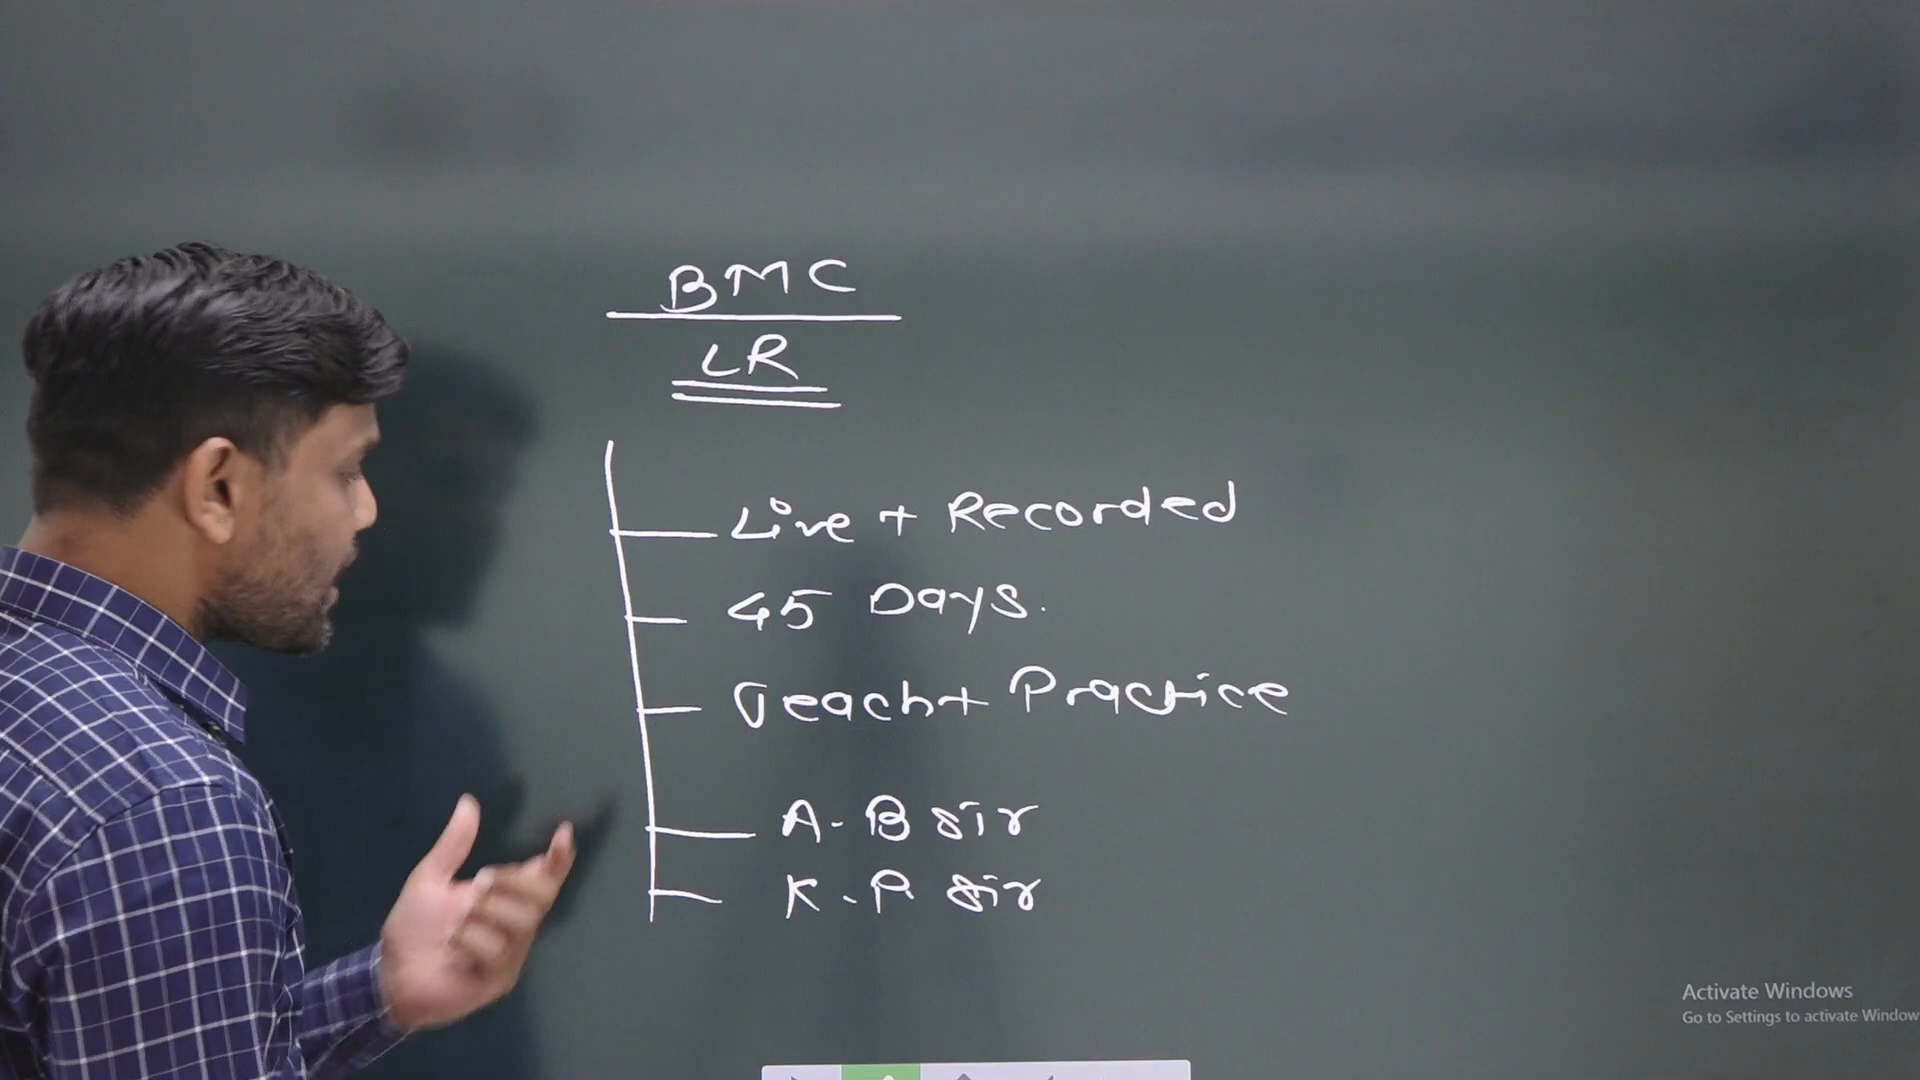 BMC
LR
Live + Recorded
45 Days.
Teach + Practice
A. B sir
K. P. sir
Activate Windows
Go to Settings to activate Window